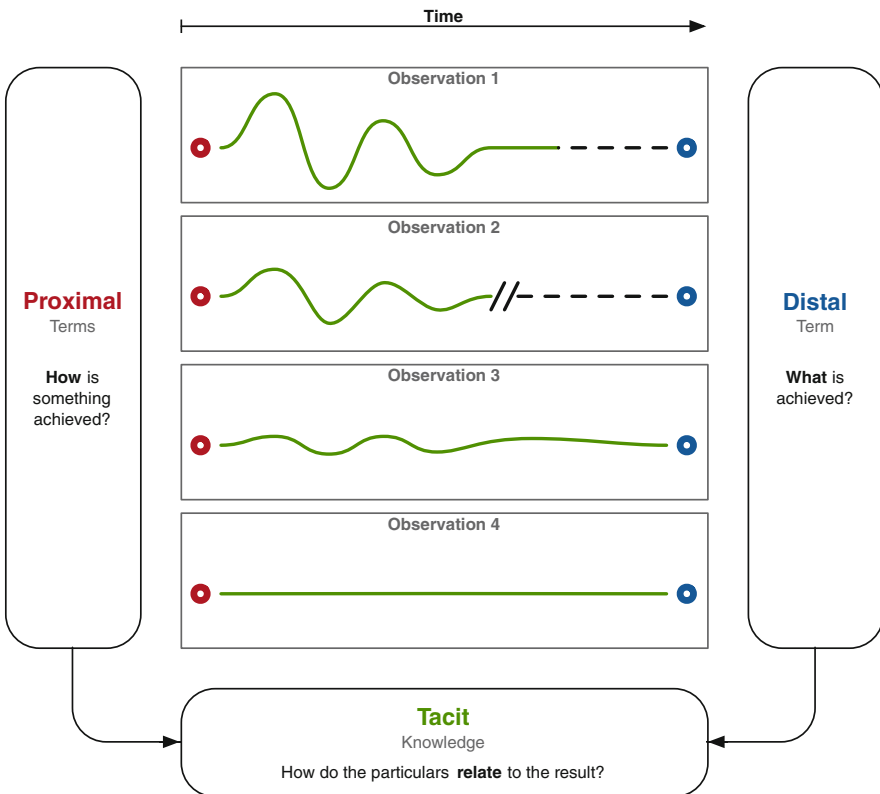 Time
Observation 1
Observation 2
Observation 3
Observation 4
Proximal
Terms
How is
something
achieved?
Distal
Term
What is
achieved?
Tacit
Knowledge
How do the particulars relate to the result?